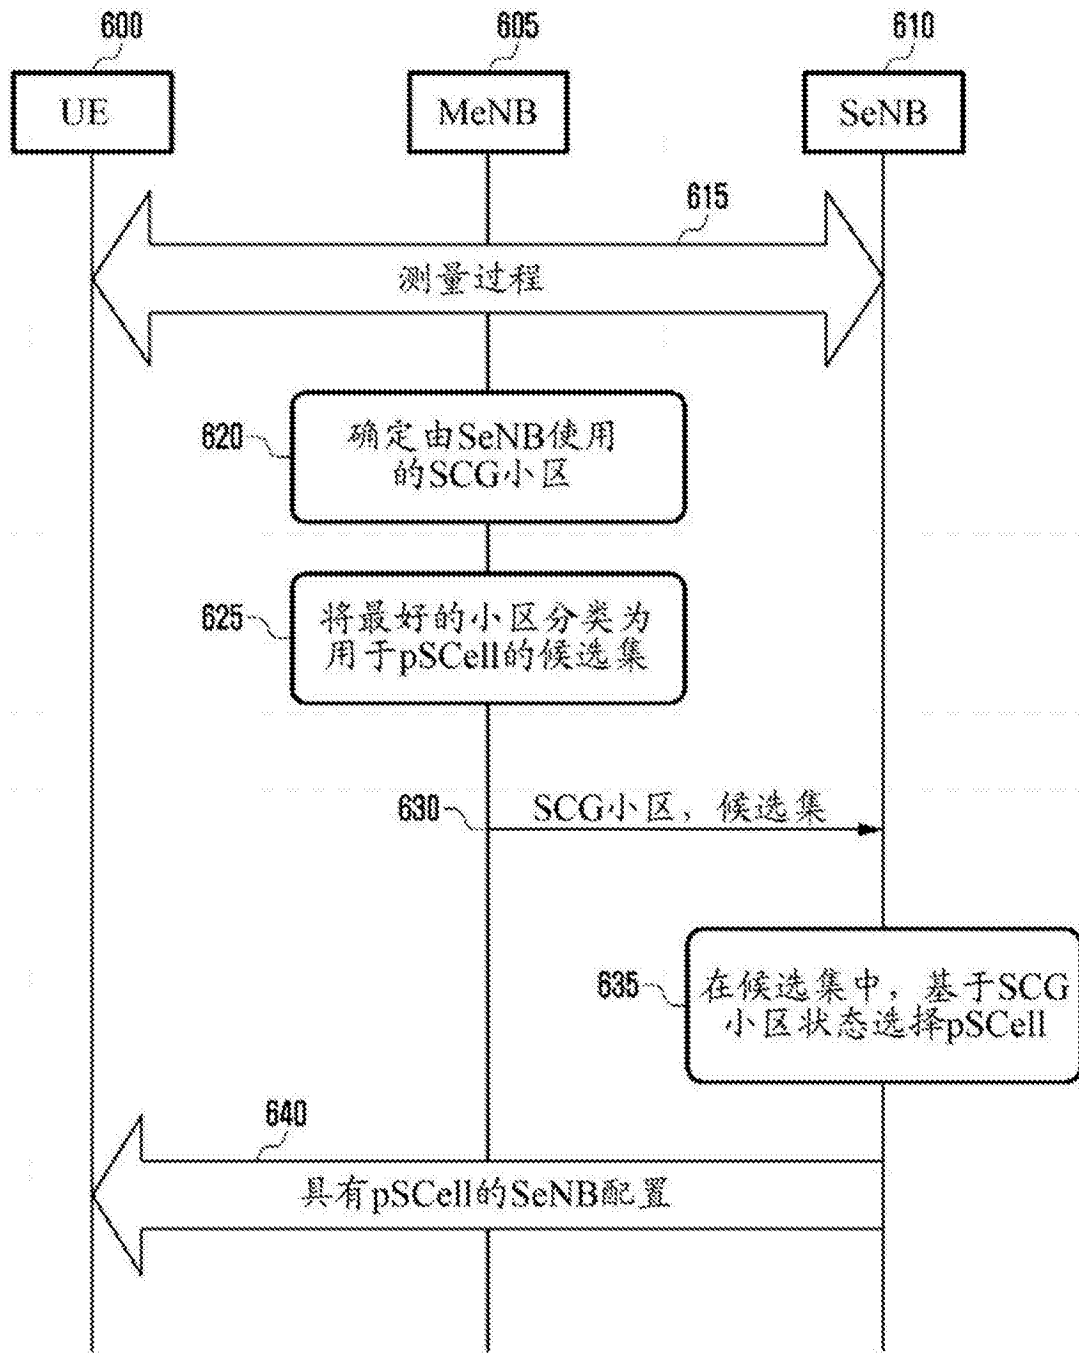 600
605
610
UE
MeNB
SeNB
615
测量过程
620
确定由SeNB使用
的SCG小区
625
将最好的小区分类为
用于pSCell的候选集
630
SCG小区，候选集
635
在候选集中，基于SCG
小区状态选择pSCell
640
具有pSCell的SeNB配置